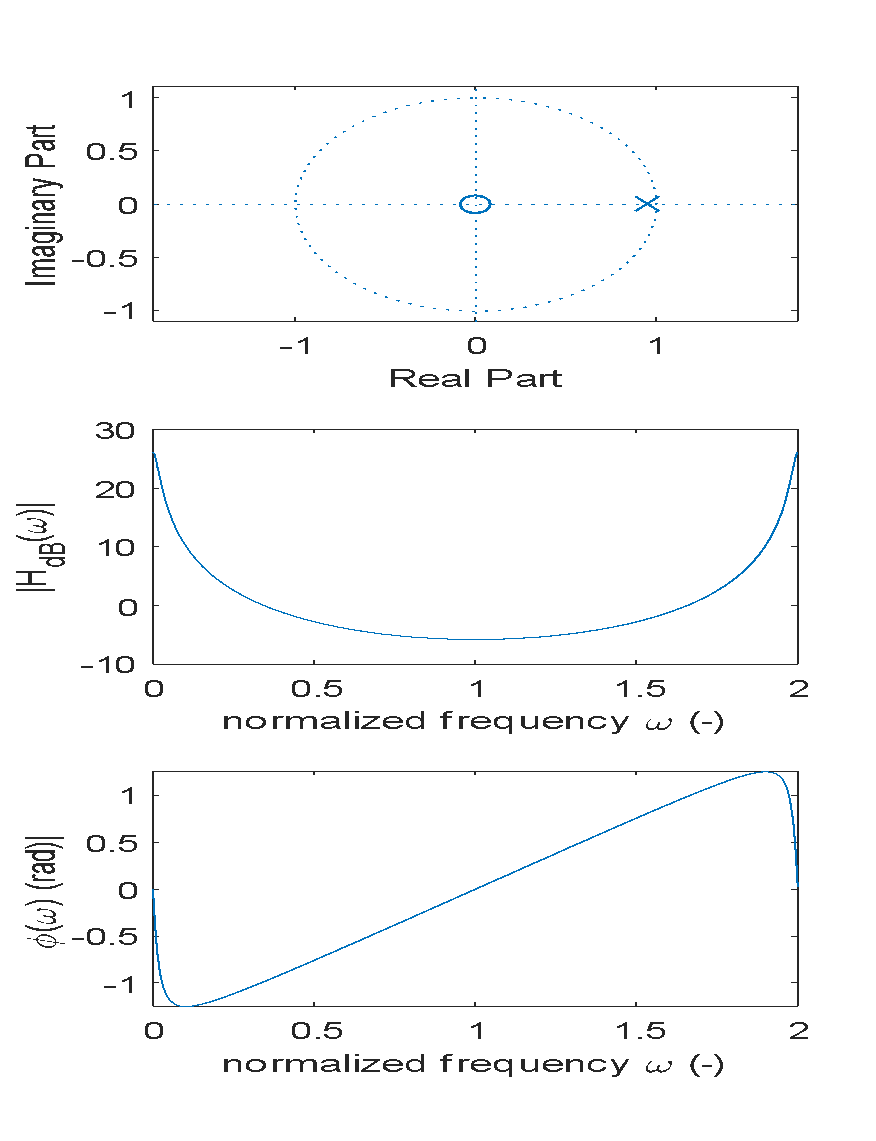 1
0.5
0
-0.5
-1
Imaginary Part
-1 0 1
Real Part
30
20
10
0
-10
|H_dB(ω)|
0 0.5 1 1.5 2
normalized frequency ω (-)
1
0.5
0
-0.5
-1
ϕ(ω) (rad)|
0 0.5 1 1.5 2
normalized frequency ω (-)